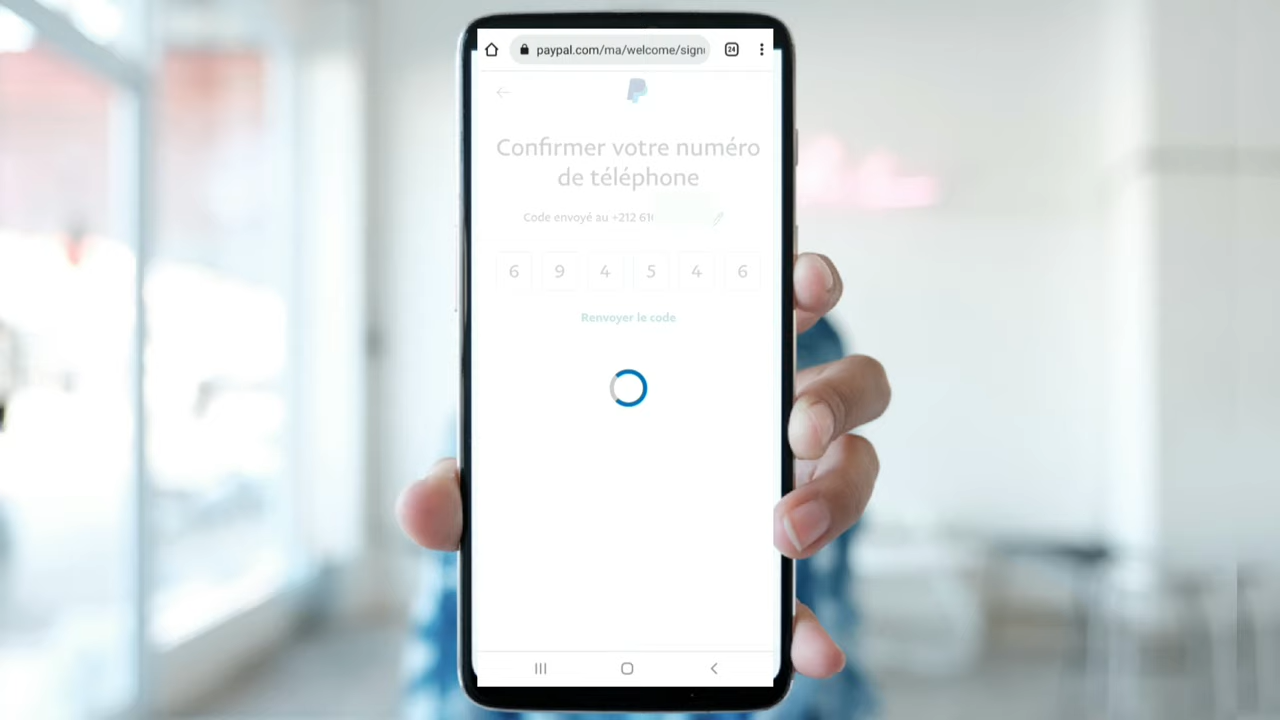 paypal.com/ma/welcome/sign
24
Confirmer votre numéro
de téléphone
Code envoyé au +212 61
6 9 4 5 4 6
Renvoyer le code